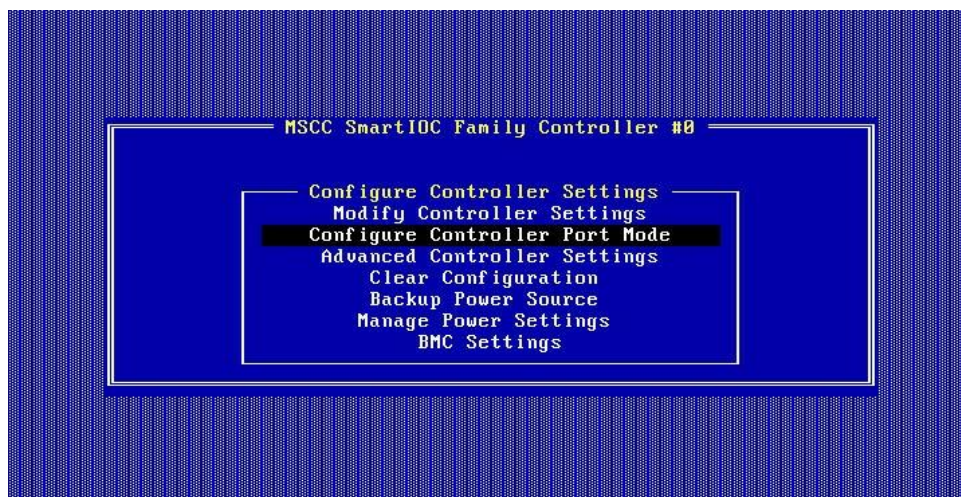 MSCC SmartIOC Family Controller #0
Configure Controller Settings
Modify Controller Settings
Configure Controller Port Mode
Advanced Controller Settings
Clear Configuration
Backup Power Source
Manage Power Settings
BMC Settings